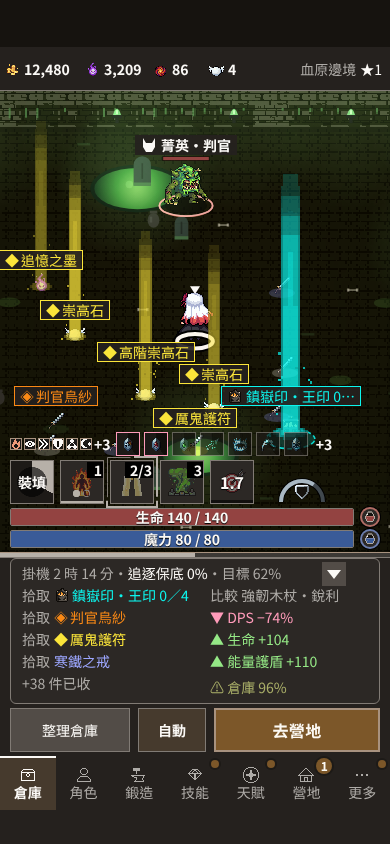 12,480 3,209 86 4 血原邊境 ★1
菁英・判官
追憶之墨
崇高石
高階崇高石
崇高石
判官烏紗 鎮嶽印・王印 0…
厲鬼護符
+3 +3
裝填 1 2/3 3 1.7
生命 140 / 140
魔力 80 / 80
掛機 2 時 14 分・追逐保底 0%・目標 62%
拾取 鎮嶽印・王印 0／4
拾取 判官烏紗
拾取 厲鬼護符
拾取 寒鐵之戒
+38 件已收
比較 強韌木杖・銳利
▼ DPS −74%
▲ 生命 +104
▲ 能量護盾 +110
⚠ 倉庫 96%
整理倉庫 自動 去營地
倉庫 角色 鍛造 技能 天賦 營地 1 更多